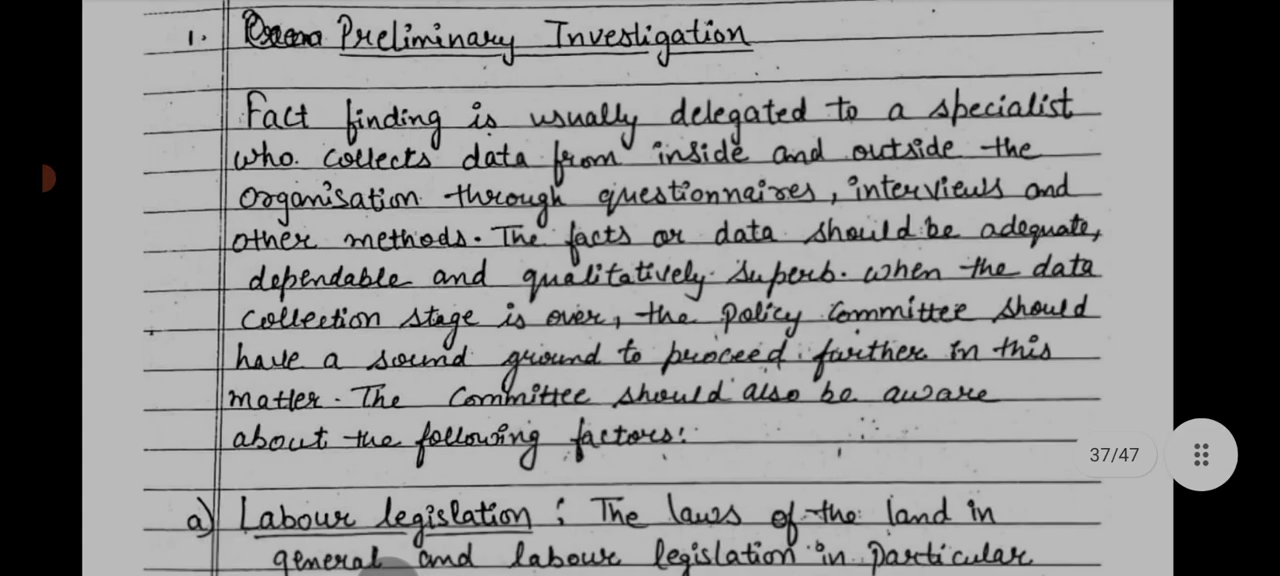 1. Preliminary Investigation
Fact finding is usually delegated to a specialist
who collects data from inside and outside the
organisation through questionnaires, interviews and
other methods. The facts or data should be adequate,
dependable and qualitatively superb. when the data
collection stage is over, the policy committee should
have a sound ground to proceed further in this
matter. The Committee should also be aware
about the following factors:
37/47
a) Labour legislation : The laws of the land in
general and labour legislation in particular